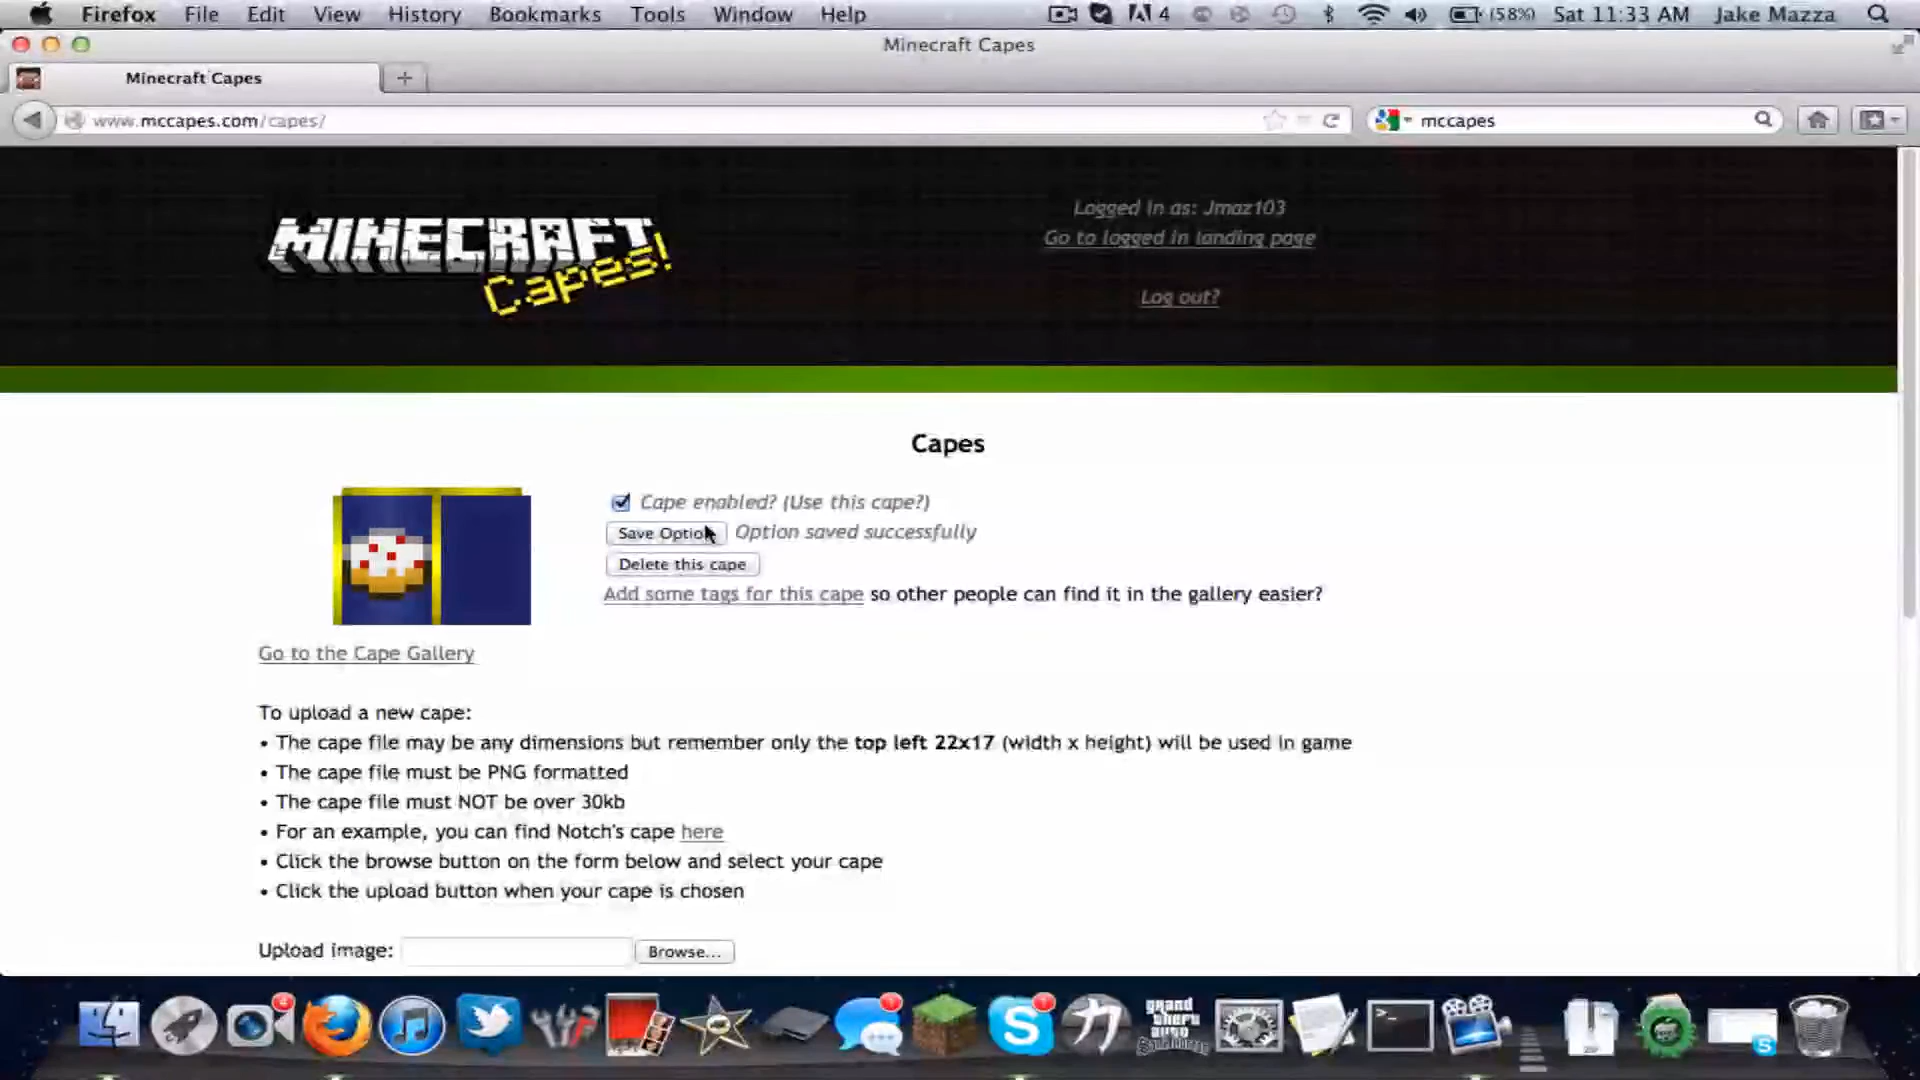 Firefox File Edit View History Bookmarks Tools Window Help 4 (58%) Sat 11:33 AM Jake Mazza
Minecraft Capes
Minecraft Capes
www.mccapes.com/capes/ mccapes
MINECRAFT
Capes!
Logged in as: Jmaz103
Go to logged in landing page
Log out?
Capes
Cape enabled? (Use this cape?)
Save Option Option saved successfully
Delete this cape
Add some tags for this cape so other people can find it in the gallery easier?
Go to the Cape Gallery
To upload a new cape:
• The cape file may be any dimensions but remember only the top left 22x17 (width x height) will be used in game
• The cape file must be PNG formatted
• The cape file must NOT be over 30kb
• For an example, you can find Notch's cape here
• Click the browse button on the form below and select your cape
• Click the upload button when your cape is chosen
Upload image: Browse...
grand
theft
auto